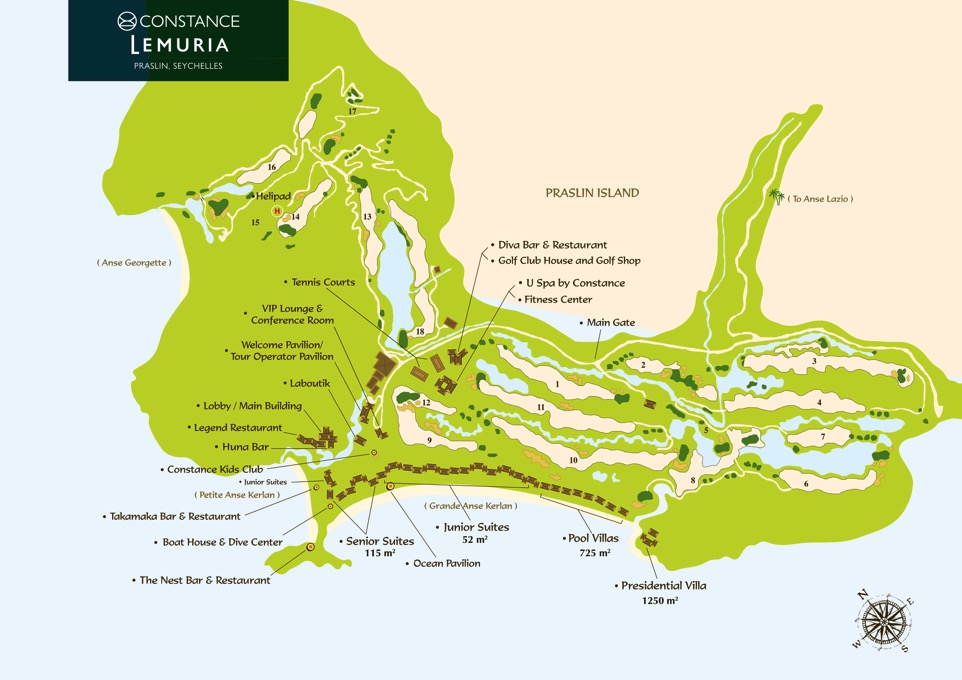 CONSTANCE
LEMURIA
PRASLIN, SEYCHELLES
17
16
• Helipad
H
14
15
13
PRASLIN ISLAND
( To Anse Lazio )
( Anse Georgette )
• Diva Bar & Restaurant
• Golf Club House and Golf Shop
• Tennis Courts
• U Spa by Constance
• Fitness Center
• VIP Lounge &
Conference Room
• Main Gate
18
• Welcome Pavilion/
Tour Operator Pavilion
2
3
• Laboutik
1
• Lobby / Main Building
12
11
4
• Legend Restaurant
5
7
• Huna Bar
9
10
• Constance Kids Club
• Junior Suites
8
6
( Petite Anse Kerlan )
( Grande Anse Kerlan )
• Takamaka Bar & Restaurant
• Junior Suites
52 m²
• Boat House & Dive Center
• Senior Suites
115 m²
• Pool Villas
725 m²
• Ocean Pavilion
• The Nest Bar & Restaurant
• Presidential Villa
1250 m²
N
E
W
S